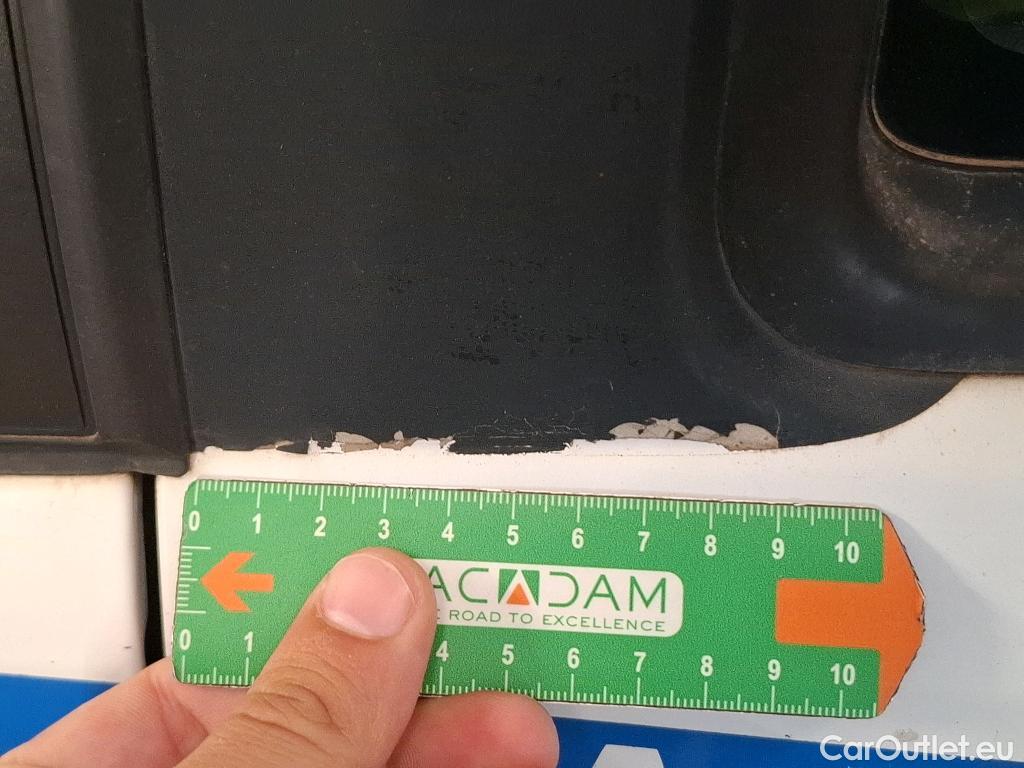 0 1 2 3 4 5 6 7 8 9 10
ACADAM
ROAD TO EXCELLENCE
0 1 4 5 6 7 8 9 10
CarOutlet.eu